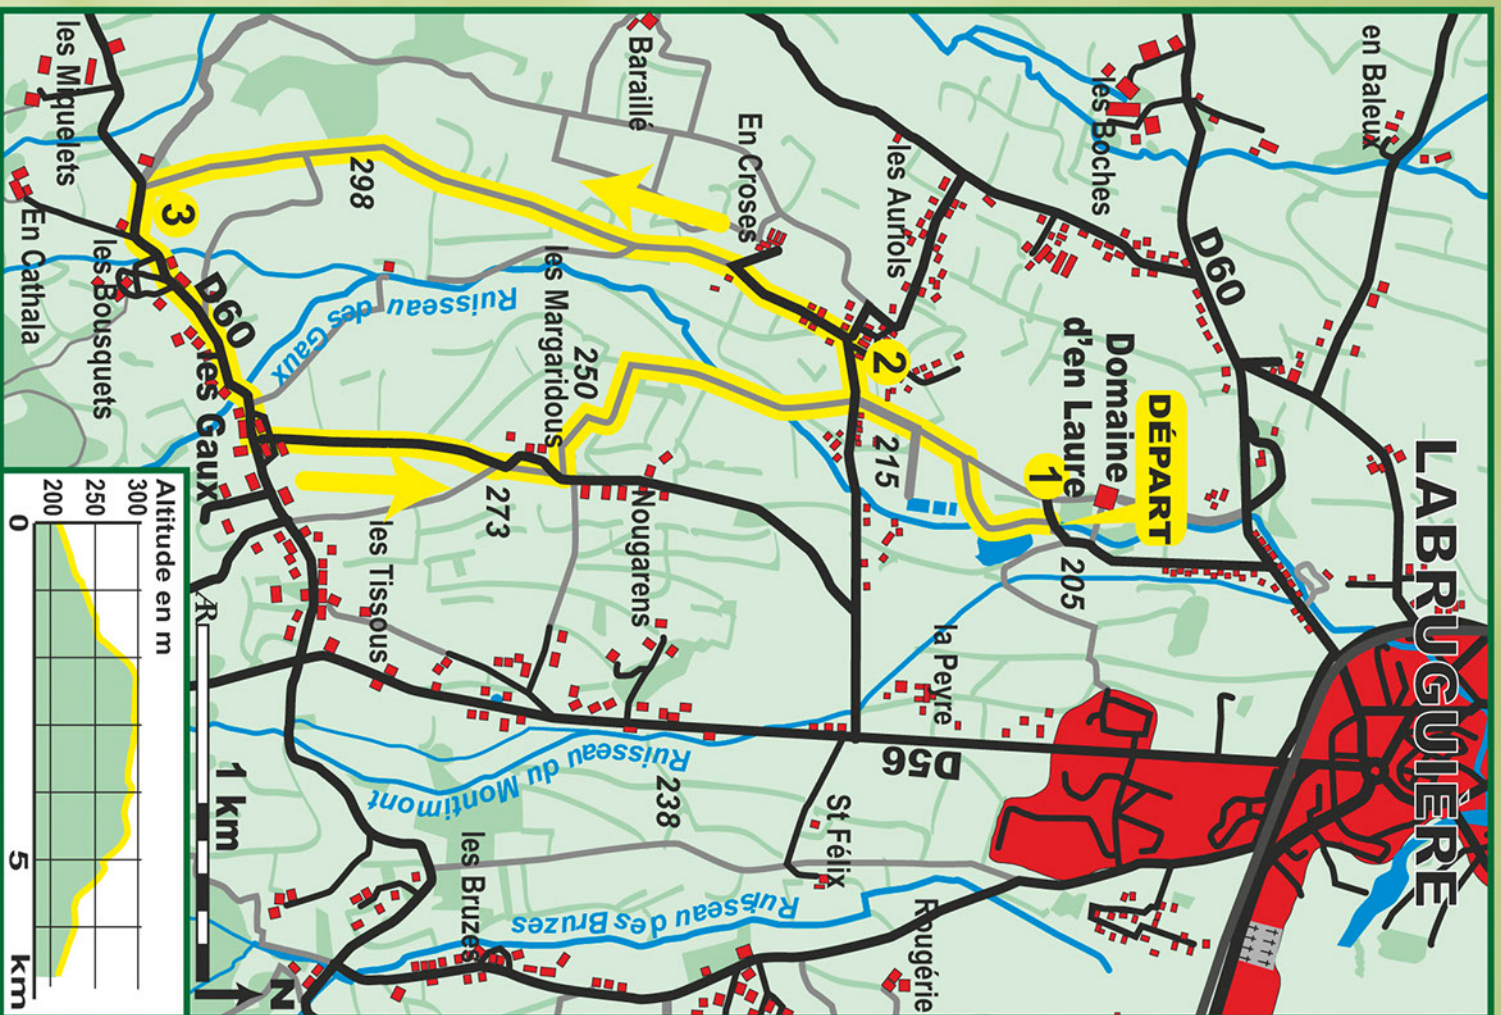 LABRUGUIÈRE
en Baleux
D60
les Boches
DÉPART
Domaine
d'en Laure
1
205
les Auriols
2
215
la Peyre
D56
En Croses
St Félix
Rougérie
Baraillé
Nougarens
238
Ruisseau du Montimont
Ruisseau des Bruzes
250
les Margaridous
Ruisseau des Gaux
273
les Bruzes
298
les Tissous
3
D60
les Gaux
les Miquelets
les Bousquets
En Cathala
1 km
N
AR
Altitude en m
300
250
200
0
5
km